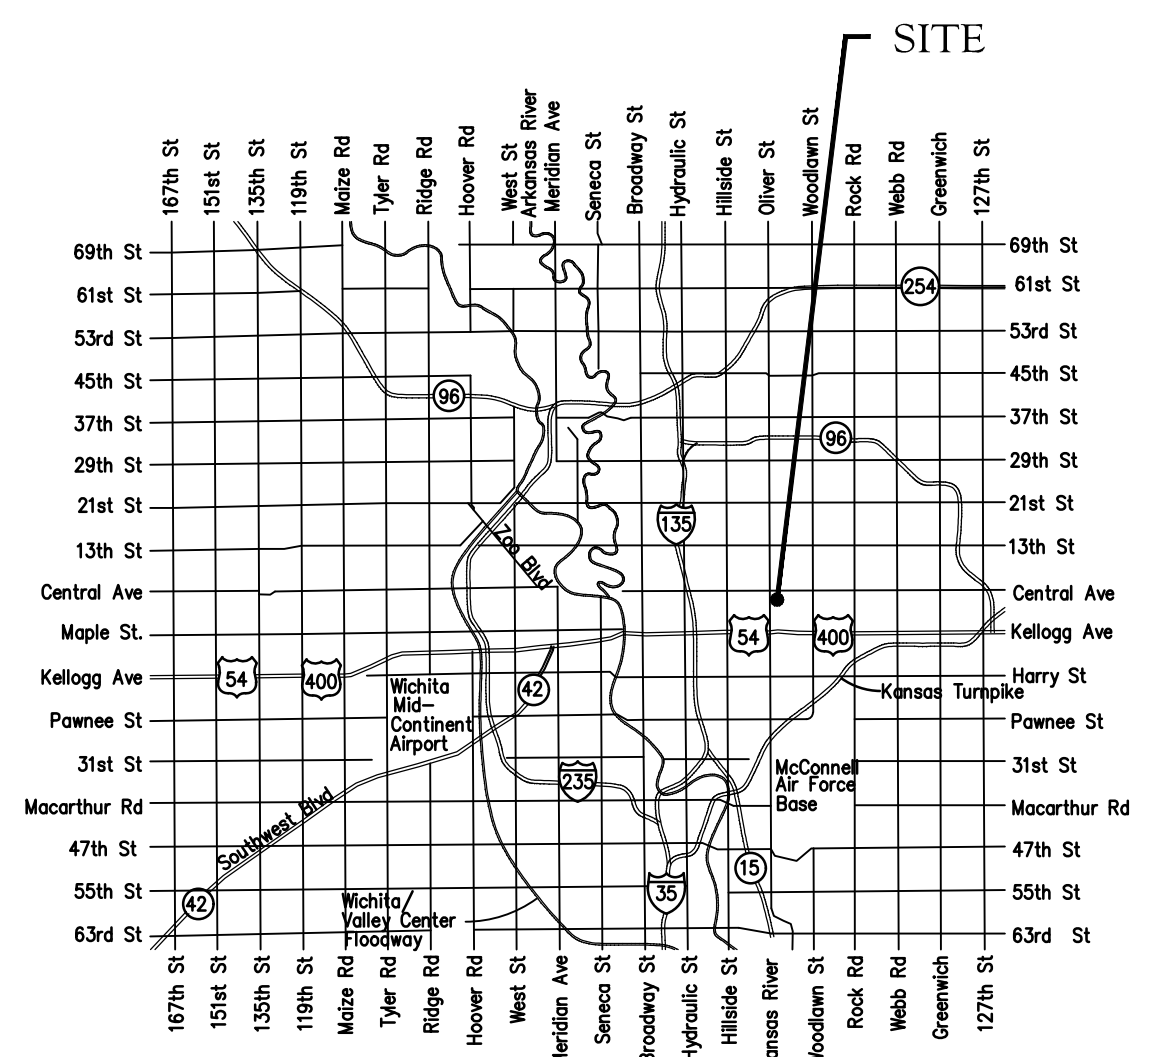 SITE
167th St
151st St
135th St
119th St
Maize Rd
Tyler Rd
Ridge Rd
Hoover Rd
West St
Arkansas River
Meridian Ave
Seneca St
Broadway St
Hydraulic St
Hillside St
Oliver St
Woodlawn St
Rock Rd
Webb Rd
Greenwich
127th St
69th St
69th St
61st St
254
61st St
53rd St
53rd St
45th St
96
45th St
37th St
37th St
96
29th St
29th St
21st St
21st St
135
13th St
Zoo Blvd
13th St
Central Ave
Central Ave
Maple St.
54
400
Kellogg Ave
Kellogg Ave
54
400
Wichita
Mid-
Continent
Airport
42
Harry St
Kansas Turnpike
Pawnee St
Pawnee St
31st St
235
McConnell
Air Force
Base
31st St
Macarthur Rd
Southwest Blvd
Macarthur Rd
47th St
15
47th St
55th St
42
35
55th St
Wichita/
Valley Center
Floodway
63rd St
63rd St
167th St
151st St
135th St
119th St
Maize Rd
Tyler Rd
Ridge Rd
Hoover Rd
West St
eridian Ave
Seneca St
roadway St
Hydraulic St
Hillside St
ansas River
oodlawn St
Rock Rd
Webb Rd
Greenwich
127th St